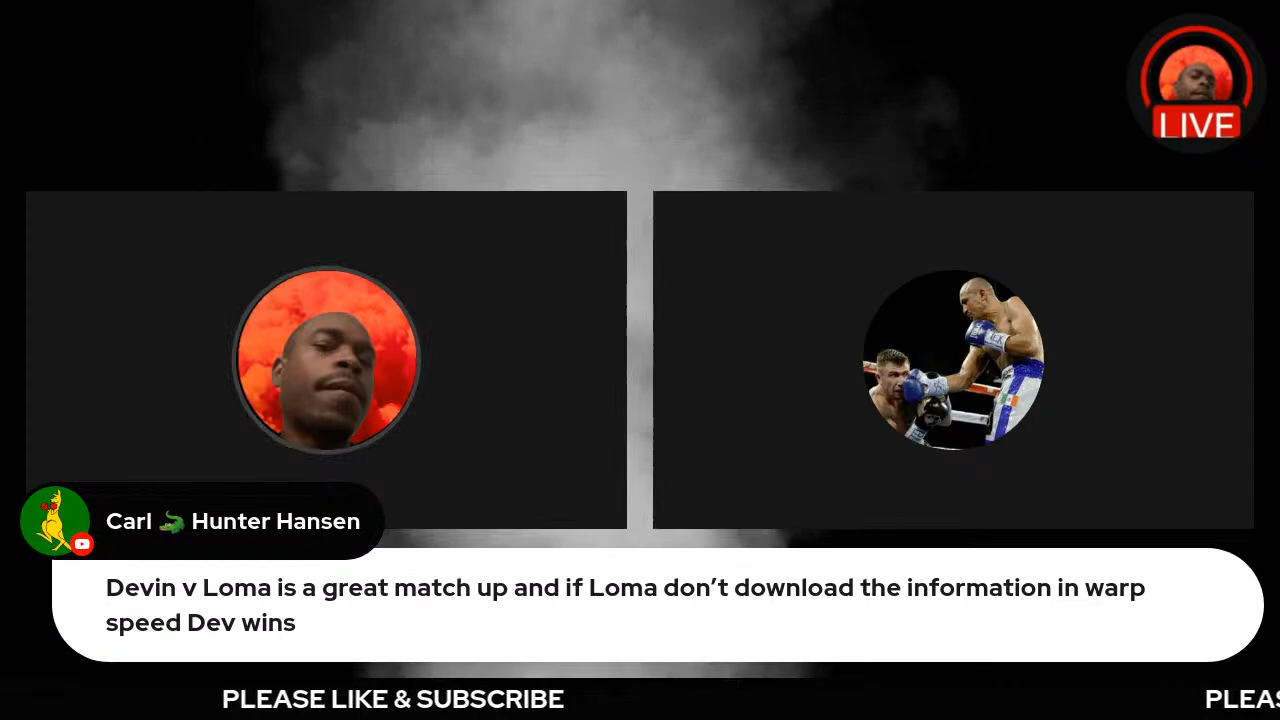 LIVE
Carl 🐊 Hunter Hansen
Devin v Loma is a great match up and if Loma don’t download the information in warp
speed Dev wins
PLEASE LIKE & SUBSCRIBE
PLEAS